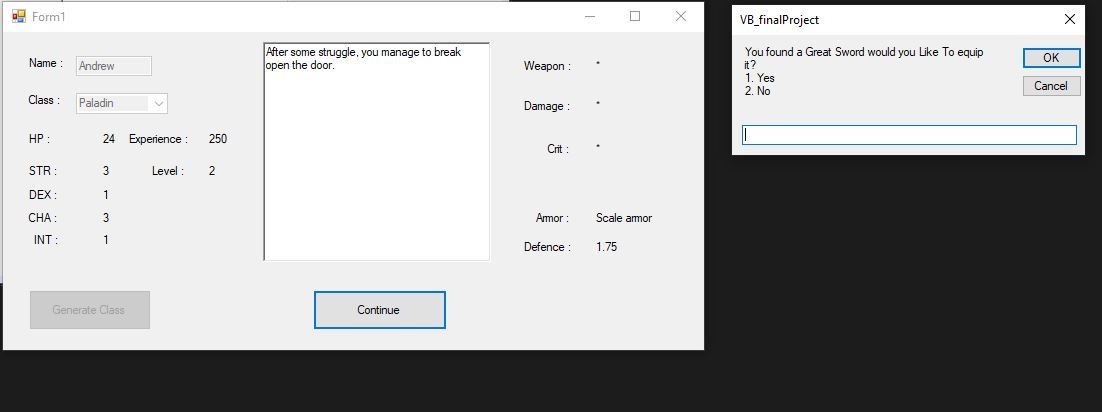 Form1
Name : Andrew
Class : Paladin
HP : 24 Experience : 250
STR : 3 Level : 2
DEX : 1
CHA : 3
INT : 1
Generate Class
After some struggle, you manage to break
open the door.
Continue
Weapon : *
Damage : *
Crit : *
Armor : Scale armor
Defence : 1.75
VB_finalProject
You found a Great Sword would you Like To equip
it?
1. Yes
2. No
OK
Cancel